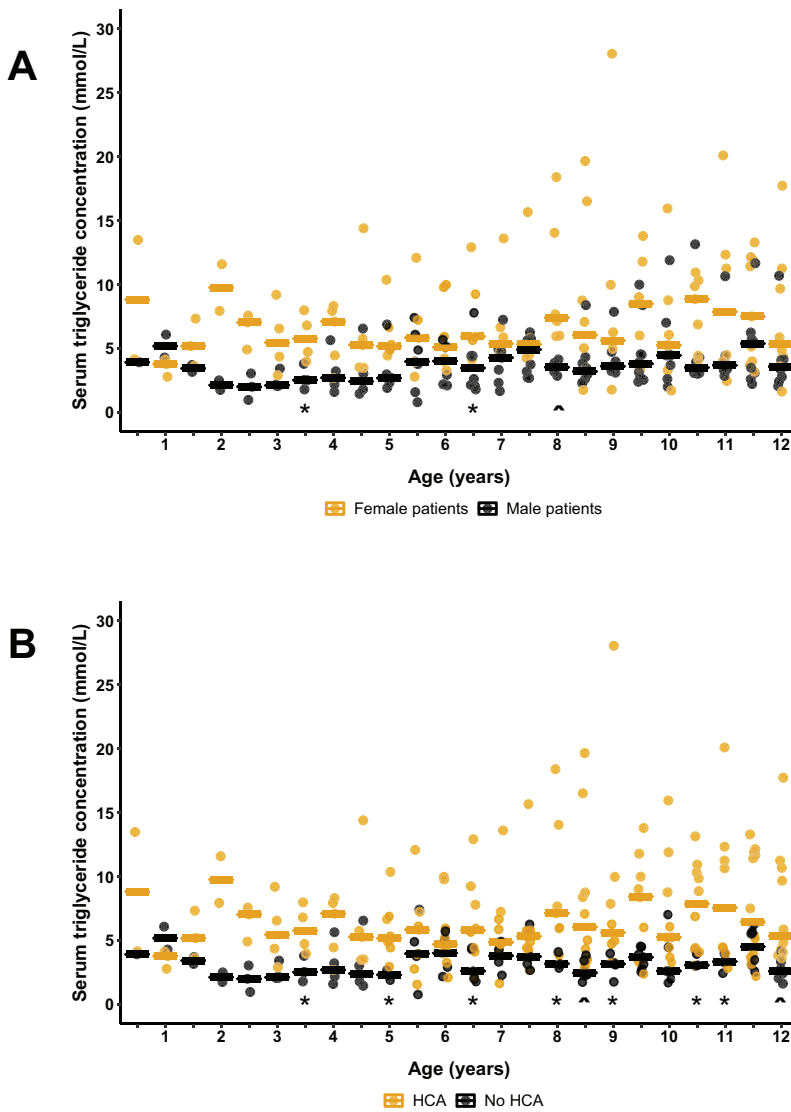 A
Serum triglyceride concentration (mmol/L)
30
25
20
15
10
5
0
* * ^
1 2 3 4 5 6 7 8 9 10 11 12
Age (years)
Female patients Male patients
B
Serum triglyceride concentration (mmol/L)
30
25
20
15
10
5
0
* * * * ^ * * * ^
1 2 3 4 5 6 7 8 9 10 11 12
Age (years)
HCA No HCA